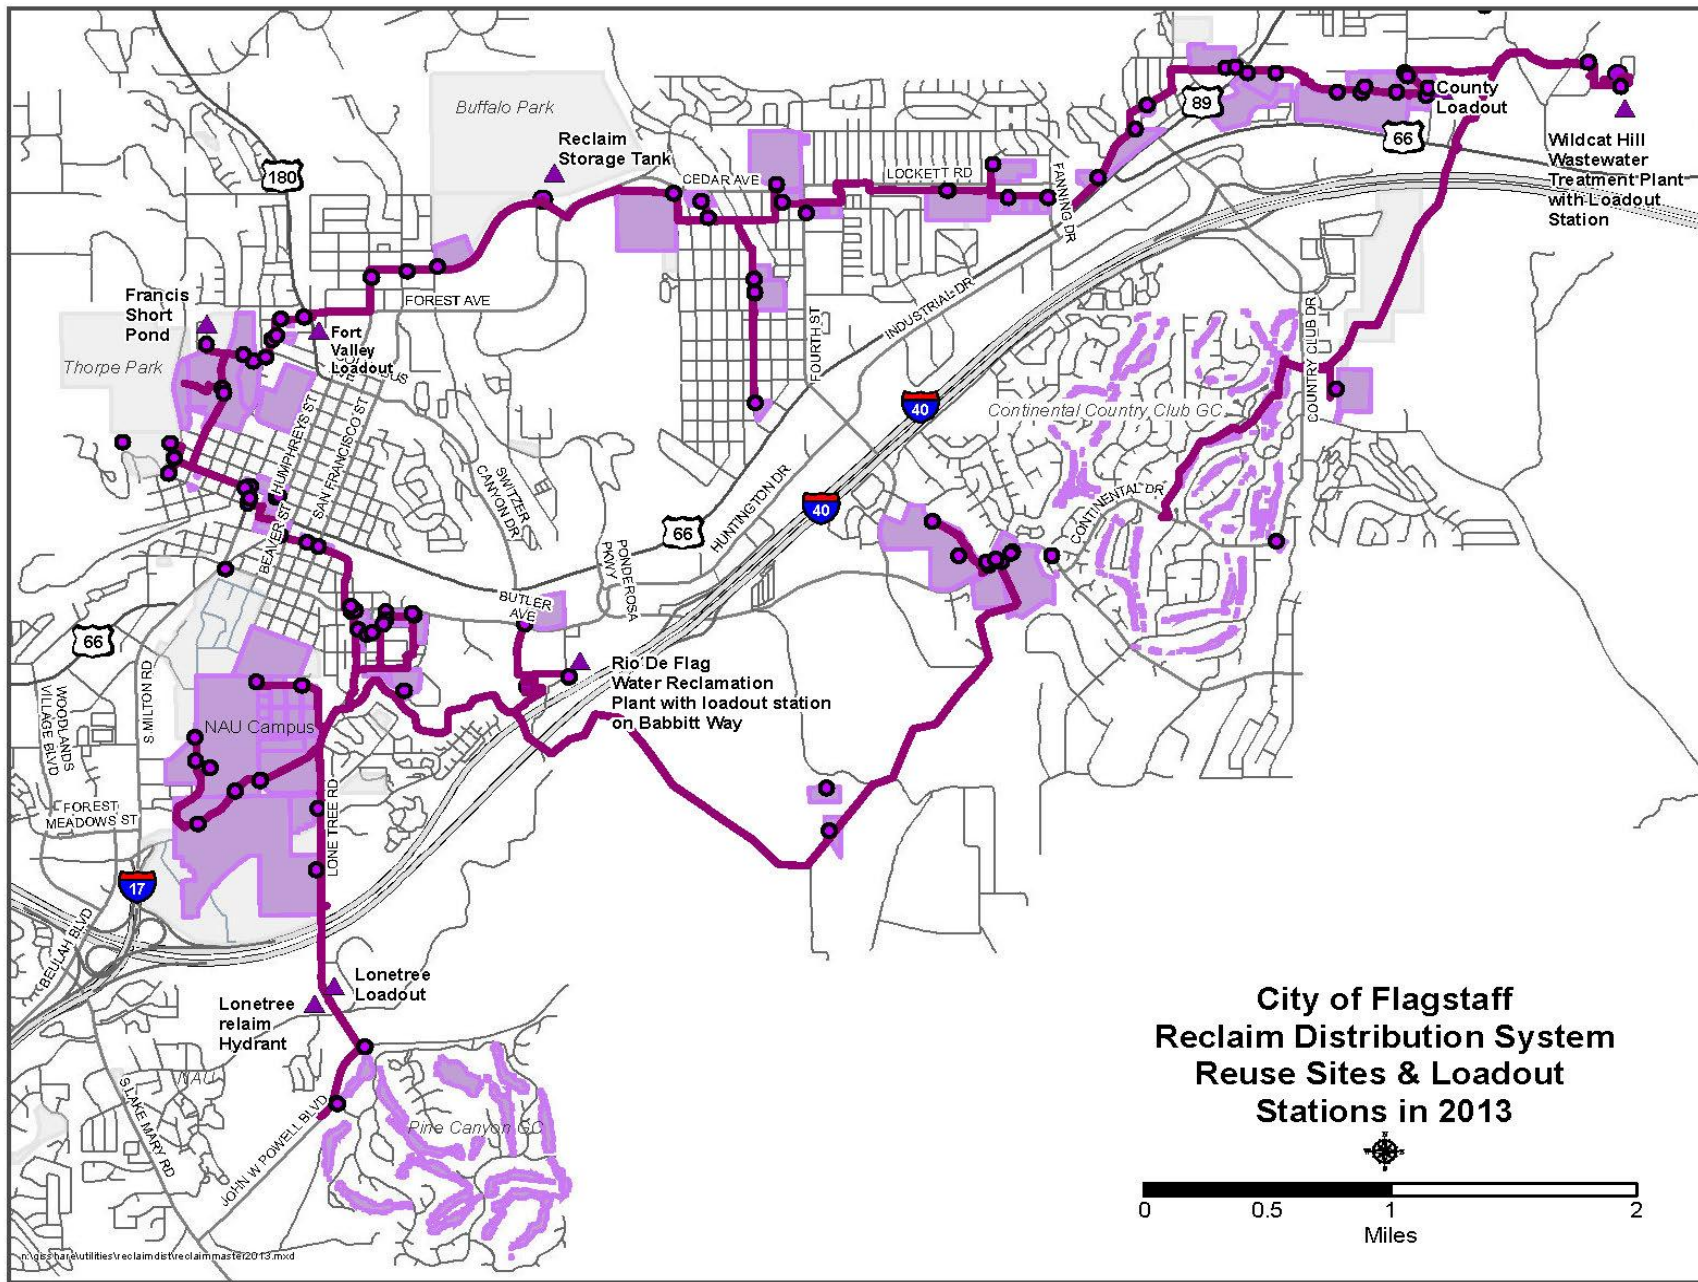 Buffalo Park
Reclaim
Storage Tank
180
CEDAR AVE
LOCKETT RD
FANNING DR
89
County
Loadout
66
Wildcat Hill
Wastewater
Treatment Plant
with Loadout
Station
Francis
Short
Pond
Thorpe Park
Fort
Valley
Loadout
FOREST AVE
FOURTH ST
INDUSTRIAL DR
COUNTRY CLUB DR
40
Continental Country Club GC
HUMPHREYS ST
SAN FRANCISCO ST
BEAVER ST
SWITZER
CANYON DR
66
HUNTINGTON DR
40
CONTINENTAL DR
PONDEROSA
PKWY
BUTLER
AVE
66
S MILTON RD
WOODLANDS
VILLAGE BLVD
NAU Campus
Rio De Flag
Water Reclamation
Plant with loadout station
on Babbitt Way
FOREST
MEADOWS ST
LONE TREE RD
17
BEULAH BLVD
Lonetree
Loadout
Lonetree
relaim
Hydrant
NAU
S LAKE MARY RD
JOHN W POWELL BLVD
Pine Canyon GC
City of Flagstaff
Reclaim Distribution System
Reuse Sites & Loadout
Stations in 2013
0 0.5 1 2
Miles
n:\gisshare\utilities\reclaimdist\reclaimmaster2013.mxd